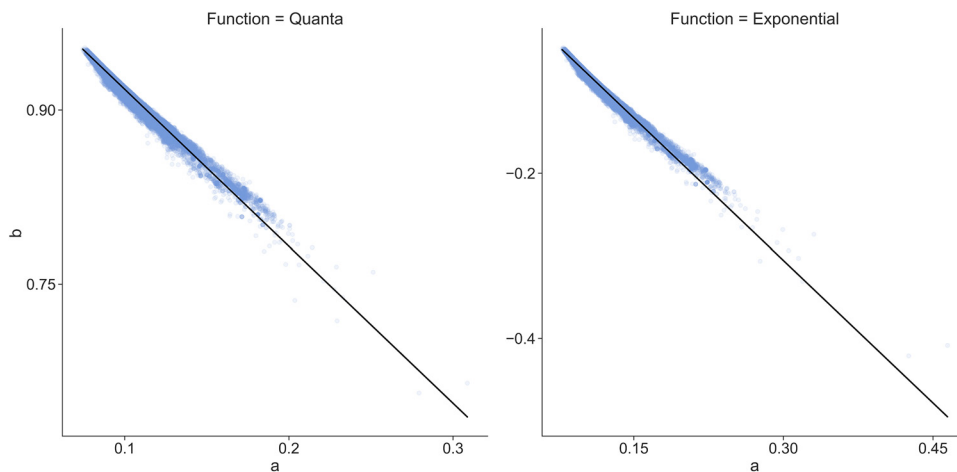 Function = Quanta
Function = Exponential
0.90
0.75
b
0.1
0.2
0.3
a
−0.2
−0.4
0.15
0.30
0.45
a